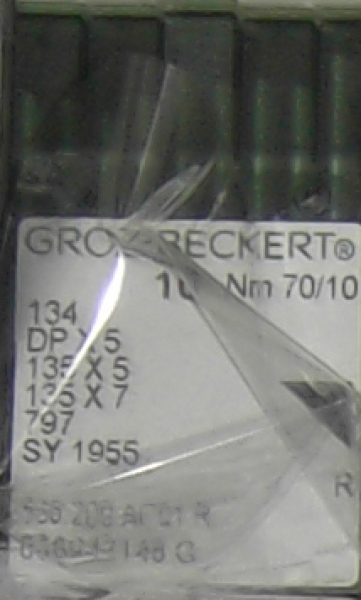 GROZ-BECKERT®
10 Nm 70/10
134
DP X 5
135 X 5
135 X 7
797
SY 1955
R